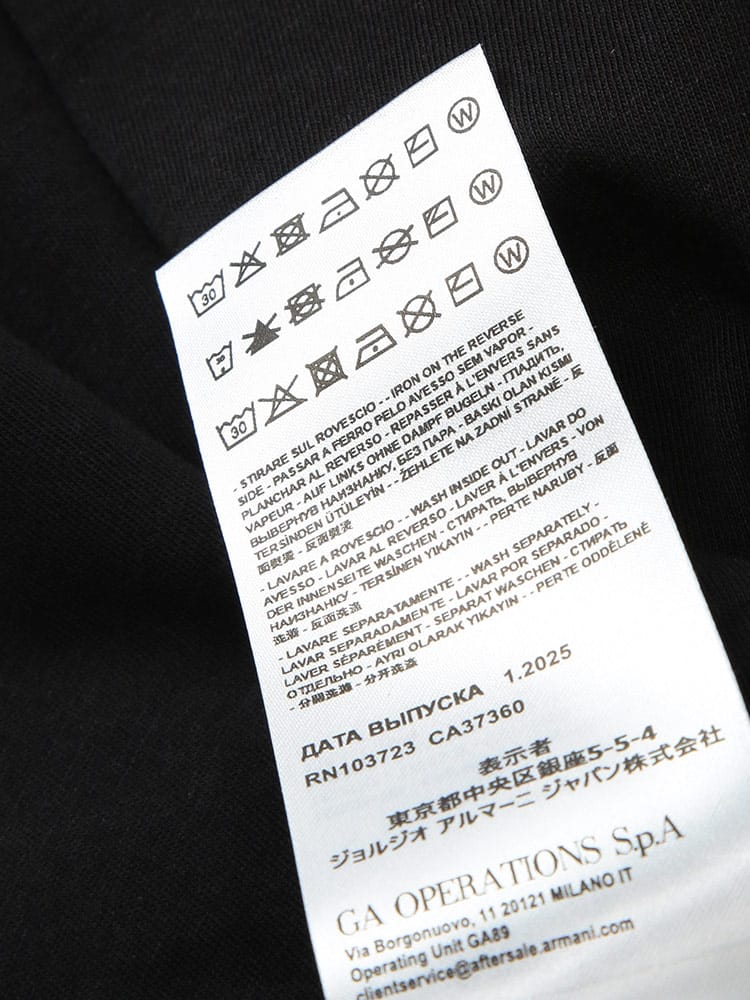 30 W
30 W
30 W
- STIRARE SUL ROVESCIO - - IRON ON THE REVERSE
SIDE - PASSAR A FERRO PELO AVESSO SEM VAPOR -
PLANCHAR AL REVERSO - REPASSER À L'ENVERS SANS
VAPEUR - AUF LINKS OHNE DAMPF BUGELN - ГЛАДИТЬ,
ВЫВЕРНУВ НАИЗНАНКУ, БЕЗ ПАРА - BASKI OLAN KISMI
TERSİNDEN ÜTÜLEYİN - - ŽEHLETE NA ZADNÍ STRANĚ - 反
面熨燙 - 反面熨烫
- LAVARE A ROVESCIO - - WASH INSIDE OUT - LAVAR DO
AVESSO - LAVAR AL REVERSO - LAVER À L'ENVERS - VON
DER INNENSEITE WASCHEN - СТИРАТЬ, ВЫВЕРНУВ
НАИЗНАНКУ - TERSINEN YIKAYIN - - PERTE NARUBY - 反面
洗滌 - 反面洗涤
- LAVARE SEPARATAMENTE - - WASH SEPARATELY -
LAVAR SEPARADAMENTE - LAVAR POR SEPARADO -
LAVER SÉPARÉMENT - SEPARAT WASCHEN - СТИРАТЬ
ОТДЕЛЬНО - AYRI OLARAK YIKAYIN - - PERTE ODDĚLENĚ
- 分開洗滌 - 分开洗涤
ДАТА ВЫПУСКА 1.2025
RN103723 CA37360
表示者
東京都中央区銀座5-5-4
ジョルジオ アルマーニ ジャパン株式会社
GA OPERATIONS S.p.A
Via Borgonuovo, 11 20121 MILANO IT
Operating Unit GA89
clientservice@aftersale.armani.com